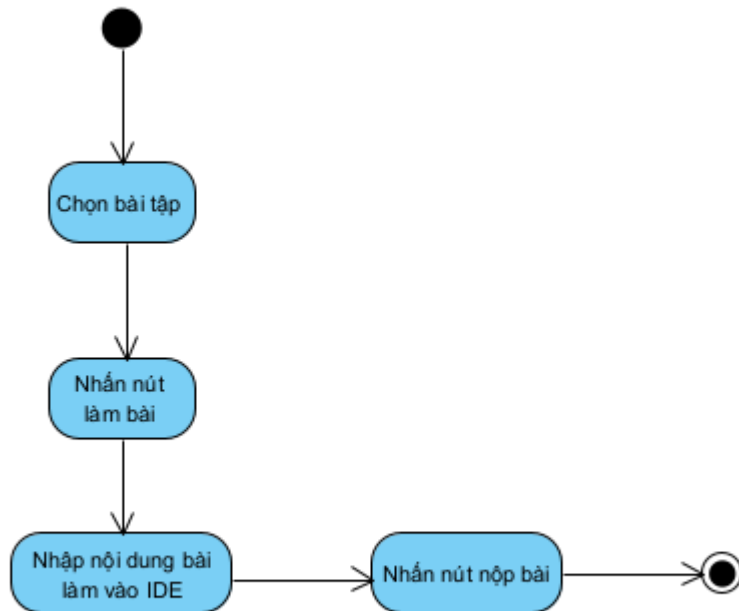 Chọn bài tập
Nhấn nút
làm bài
Nhập nội dung bài
làm vào IDE
Nhấn nút nộp bài